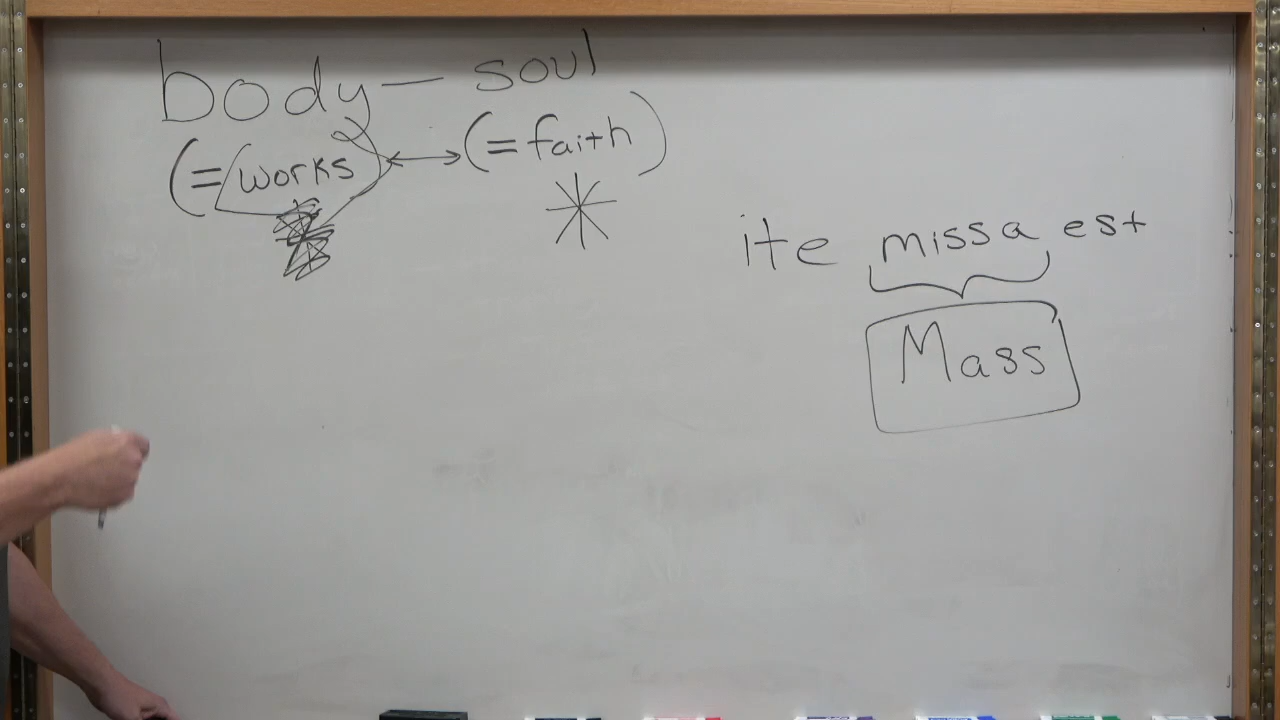 body — soul
(= works) ↔ (= faith)
ite missa est
Mass